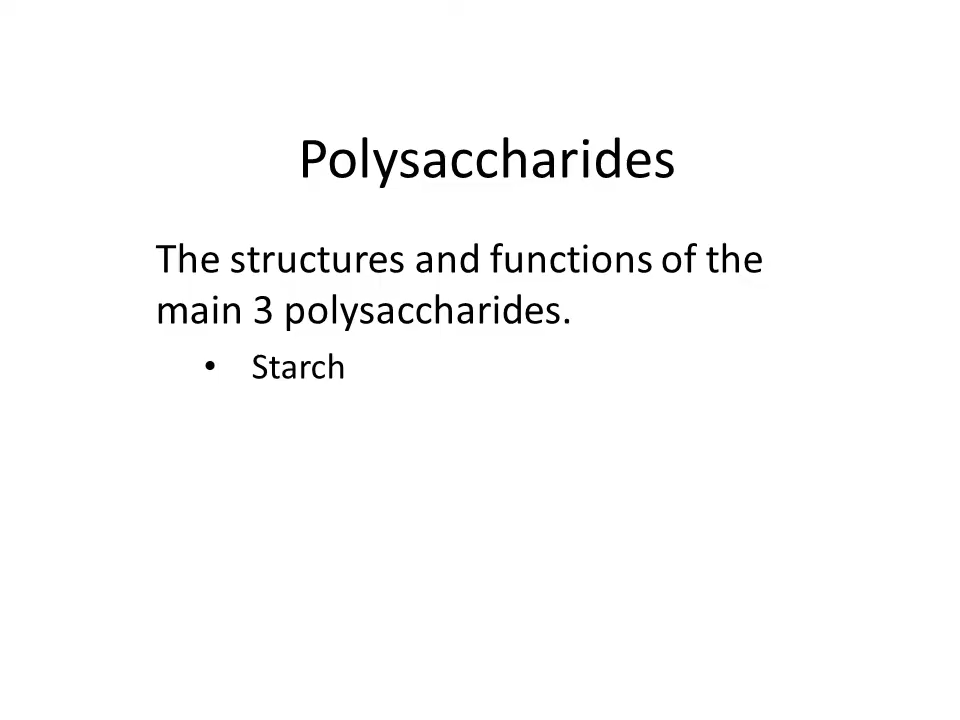 Polysaccharides
The structures and functions of the
main 3 polysaccharides.
• Starch